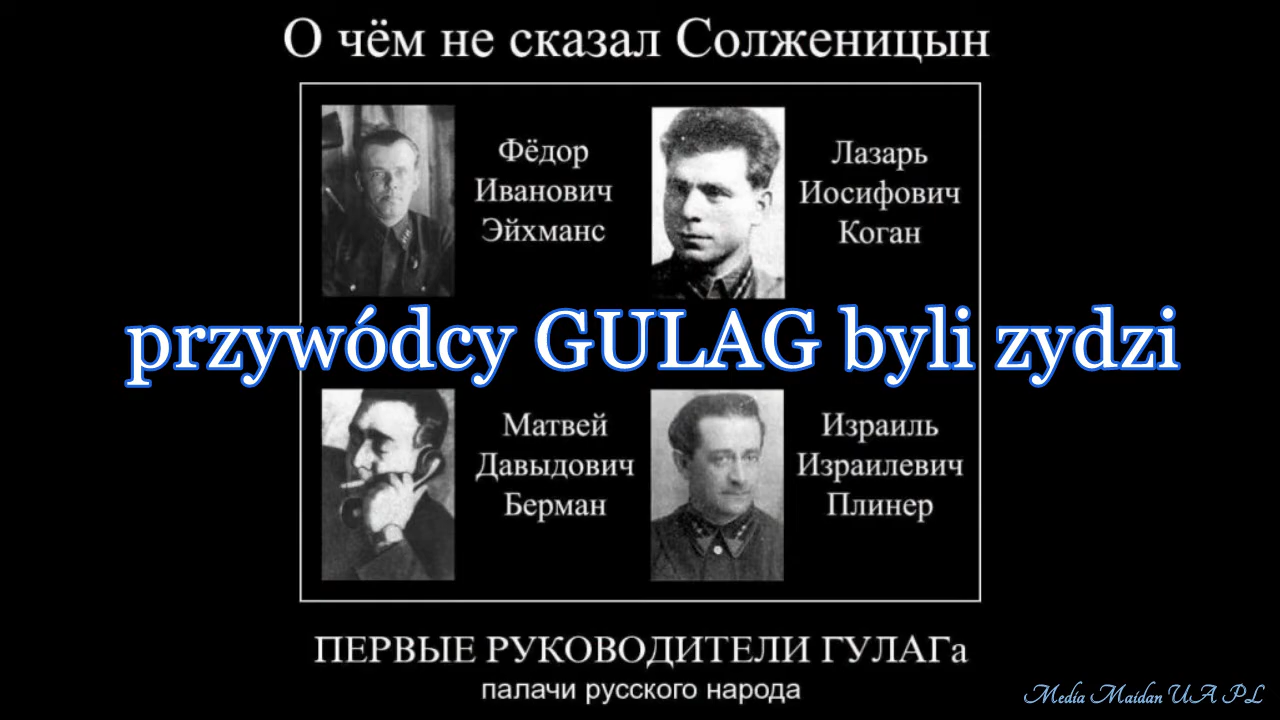 О чём не сказал Солженицын
Фёдор
Иванович
Эйхманс
Лазарь
Иосифович
Коган
przywódcy GULAG byli zydzi
Матвей
Давыдович
Берман
Израиль
Израилевич
Плинер
ПЕРВЫЕ РУКОВОДИТЕЛИ ГУЛАГа
палачи русского народа
Media Maidan UA PL